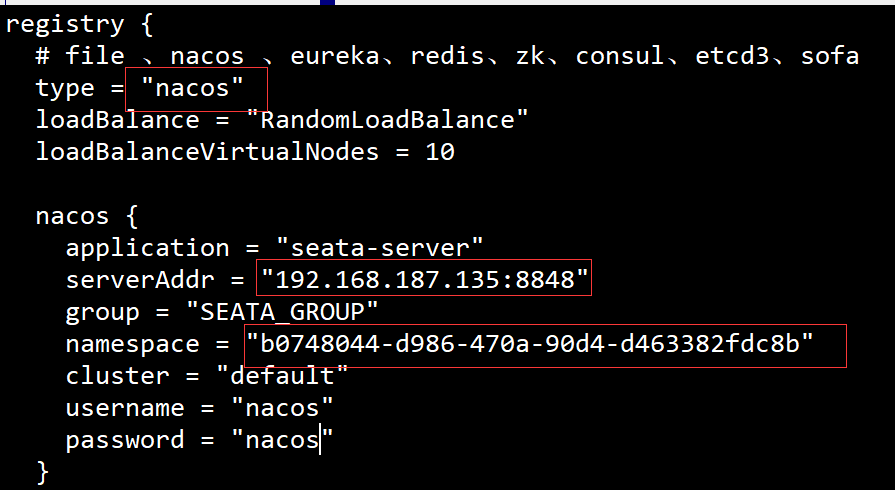 registry {
# file 、nacos 、eureka、redis、zk、consul、etcd3、sofa
type = "nacos"
loadBalance = "RandomLoadBalance"
loadBalanceVirtualNodes = 10
nacos {
application = "seata-server"
serverAddr = "192.168.187.135:8848"
group = "SEATA_GROUP"
namespace = "b0748044-d986-470a-90d4-d463382fdc8b"
cluster = "default"
username = "nacos"
password = "nacos"
}